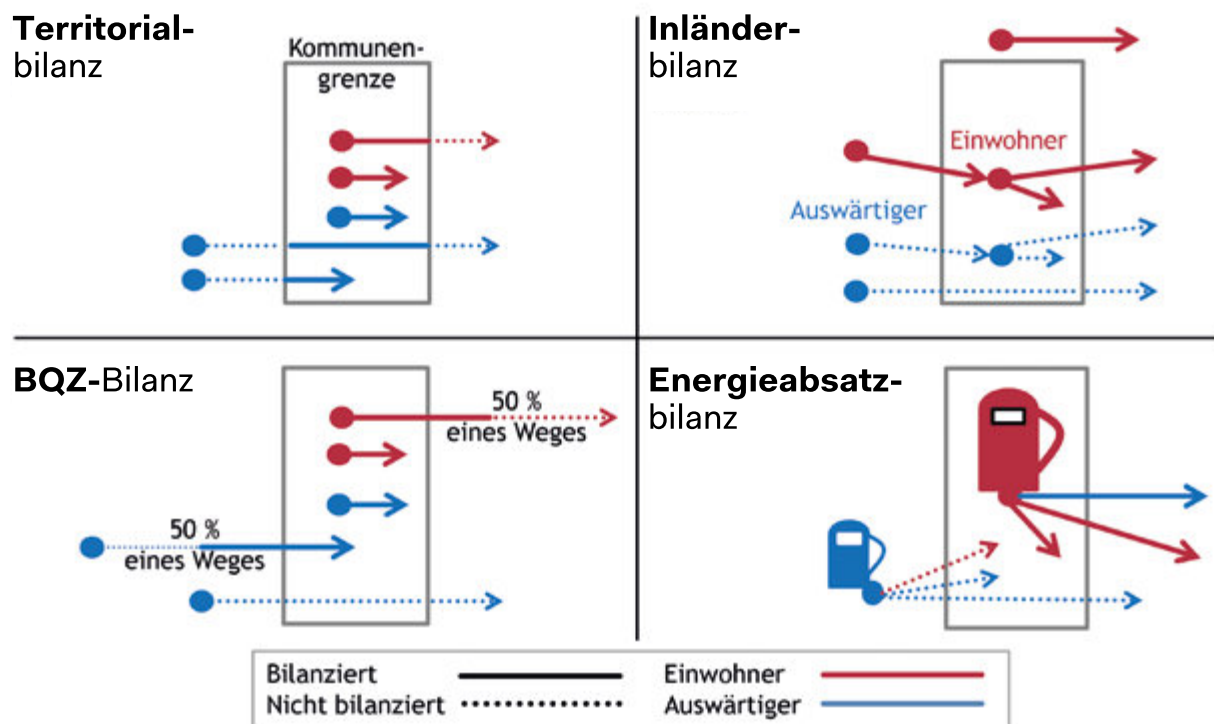 Territorial-
bilanz
Kommunen-
grenze
Inländer-
bilanz
Einwohner
Auswärtiger
BQZ-Bilanz
50 %
eines Weges
50 %
eines Weges
Energieabsatz-
bilanz
Bilanziert
Nicht bilanziert
Einwohner
Auswärtiger